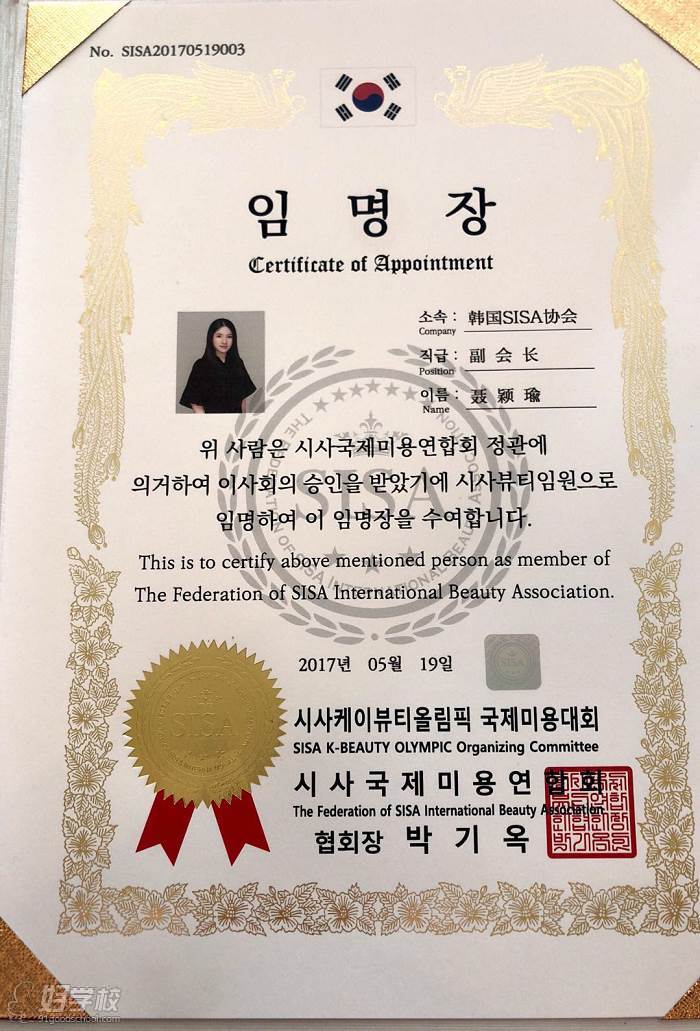 No. SISA20170519003
임 명 장
Certificate of Appointment
소속 : 韩国SISA协会
Company
직급 : 副 会 长
Position
이름 : 聂 颖 瑜
Name
위 사람은 시사국제미용연합회 정관에
의거하여 이사회의 승인을 받았기에 시사뷰티임원으로
임명하여 이 임명장을 수여합니다.
This is to certify above mentioned person as member of
The Federation of SISA International Beauty Association.
SISA
2017년 05월 19일
SISA
SISA
시사케이뷰티올림픽 국제미용대회
SISA K-BEAUTY OLYMPIC Organizing Committee
시 사 국 제 미 용 연 합 회
The Federation of SISA International Beauty Association
협회장 박 기 옥
好学校
91goodschool.com